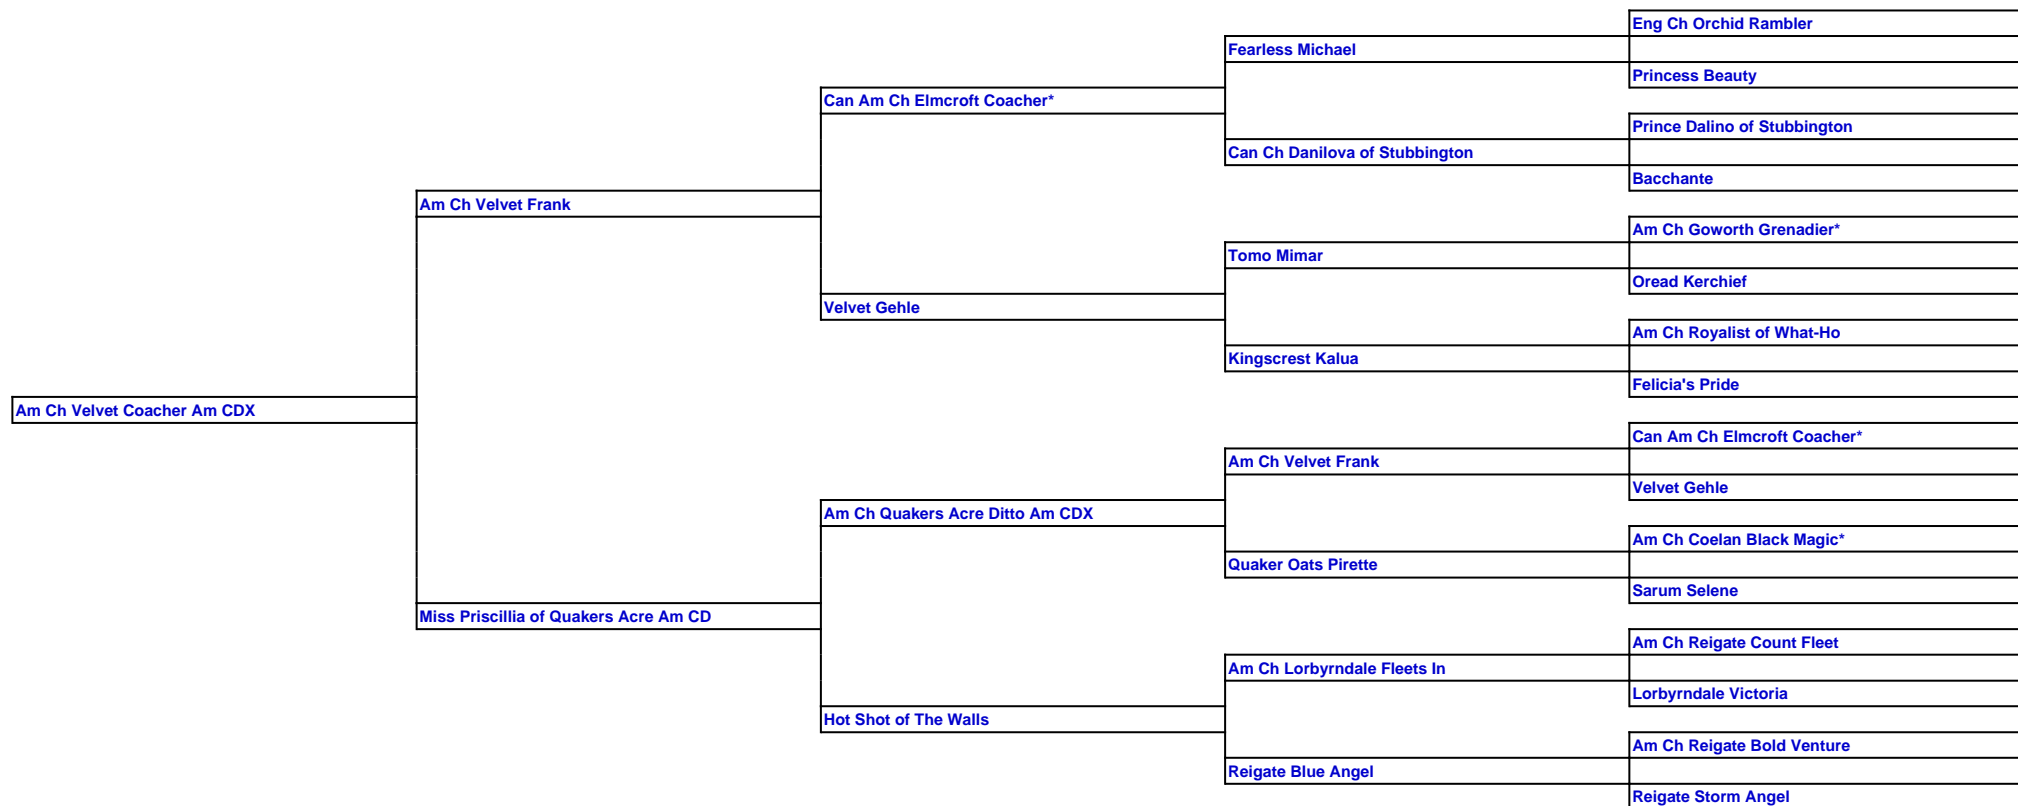 Eng Ch Orchid Rambler
Fearless Michael
Princess Beauty
Can Am Ch Elmcroft Coacher*
Prince Dalino of Stubbington
Can Ch Danilova of Stubbington
Bacchante
Am Ch Velvet Frank
Am Ch Goworth Grenadier*
Tomo Mimar
Oread Kerchief
Velvet Gehle
Am Ch Royalist of What-Ho
Kingscrest Kalua
Felicia's Pride
Am Ch Velvet Coacher Am CDX
Can Am Ch Elmcroft Coacher*
Am Ch Velvet Frank
Velvet Gehle
Am Ch Quakers Acre Ditto Am CDX
Am Ch Coelan Black Magic*
Quaker Oats Pirette
Sarum Selene
Miss Priscillia of Quakers Acre Am CD
Am Ch Reigate Count Fleet
Am Ch Lorbyrndale Fleets In
Lorbyrndale Victoria
Hot Shot of The Walls
Am Ch Reigate Bold Venture
Reigate Blue Angel
Reigate Storm Angel